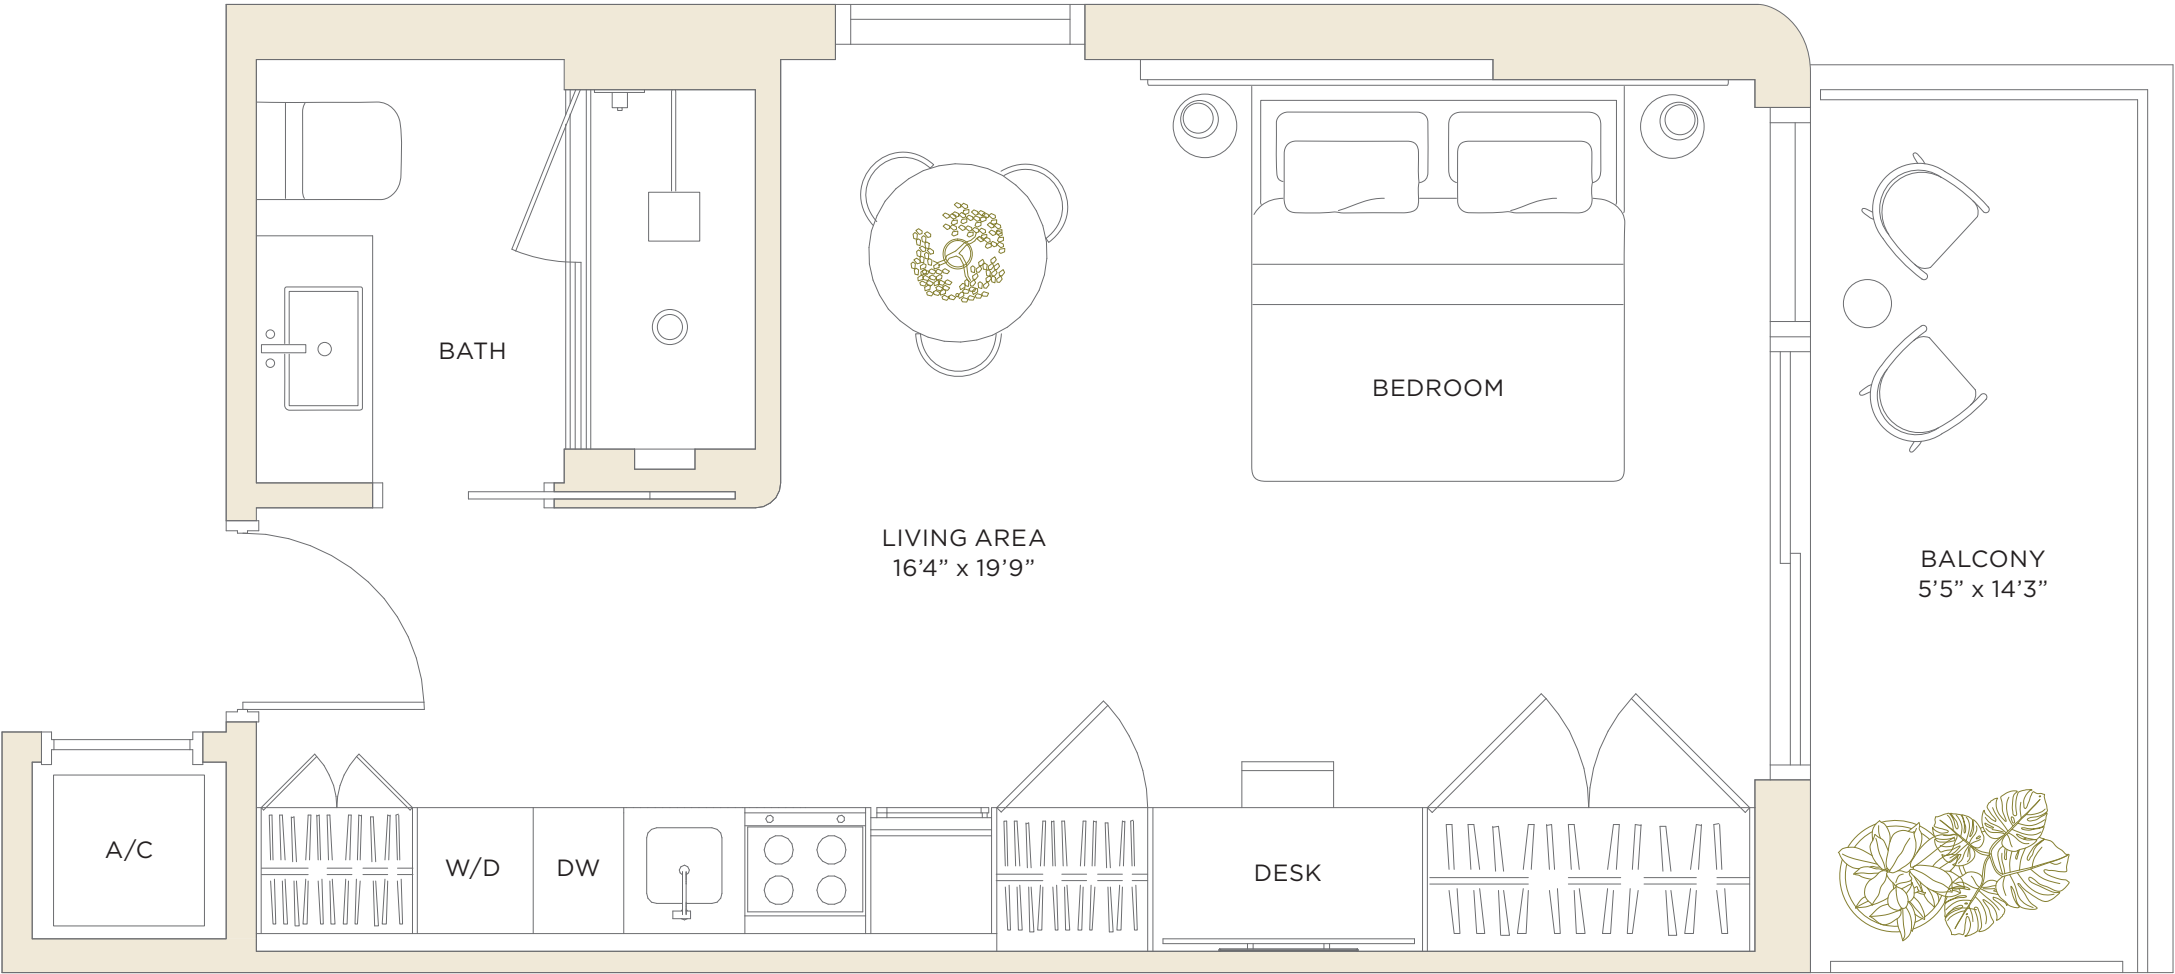 BATH
BEDROOM
LIVING AREA
16’4” x 19’9”
BALCONY
5’5” x 14’3”
A/C
W/D
DW
DESK